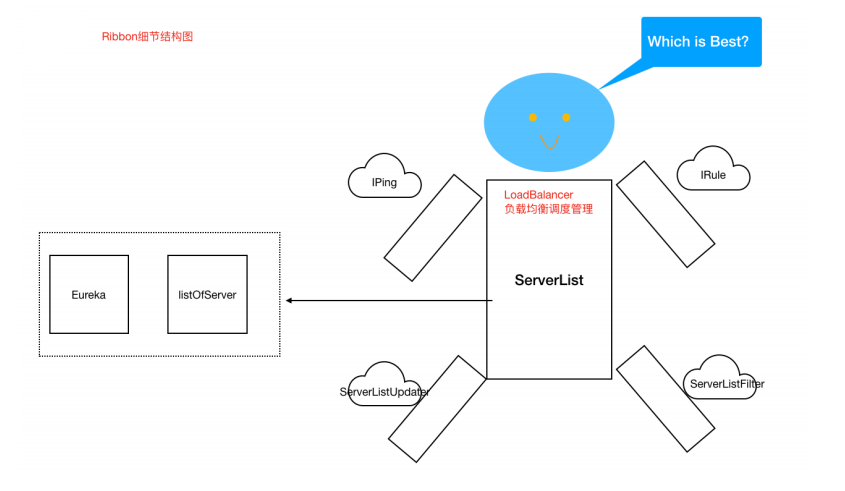 Ribbon细节结构图
Which is Best?
IPing
IRule
LoadBalancer
负载均衡调度管理
ServerList
Eureka
listOfServer
ServerListUpdater
ServerListFilter